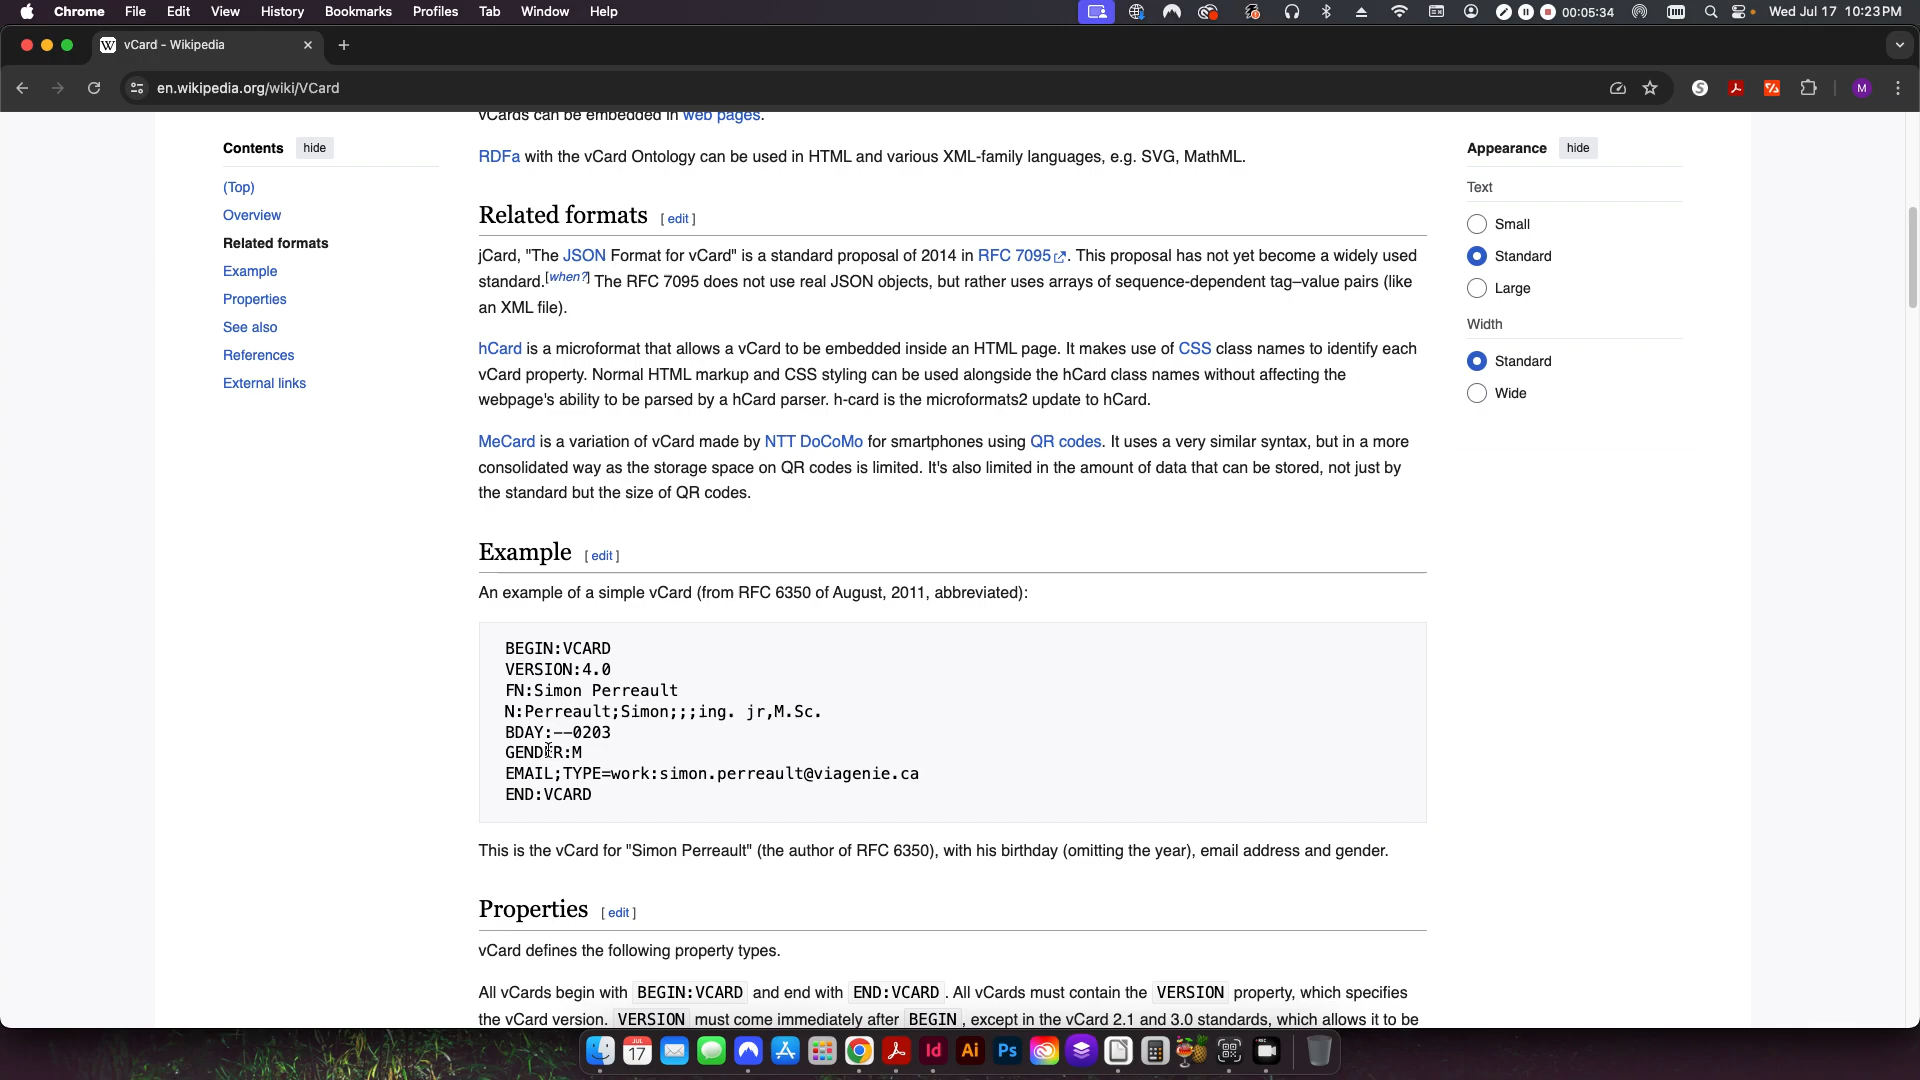 Chrome File Edit View History Bookmarks Profiles Tab Window Help 00:05:34 Wed Jul 17 10:23 PM
vCard - Wikipedia
en.wikipedia.org/wiki/VCard
vCards can be embedded in web pages.
Contents hide
(Top)
Overview
Related formats
Example
Properties
See also
References
External links
RDFa with the vCard Ontology can be used in HTML and various XML-family languages, e.g. SVG, MathML.
Related formats [ edit ]
jCard, "The JSON Format for vCard" is a standard proposal of 2014 in RFC 7095. This proposal has not yet become a widely used
standard.[when?] The RFC 7095 does not use real JSON objects, but rather uses arrays of sequence-dependent tag–value pairs (like
an XML file).
hCard is a microformat that allows a vCard to be embedded inside an HTML page. It makes use of CSS class names to identify each
vCard property. Normal HTML markup and CSS styling can be used alongside the hCard class names without affecting the
webpage's ability to be parsed by a hCard parser. h-card is the microformats2 update to hCard.
MeCard is a variation of vCard made by NTT DoCoMo for smartphones using QR codes. It uses a very similar syntax, but in a more
consolidated way as the storage space on QR codes is limited. It's also limited in the amount of data that can be stored, not just by
the standard but the size of QR codes.
Example [ edit ]
An example of a simple vCard (from RFC 6350 of August, 2011, abbreviated):
BEGIN:VCARD
VERSION:4.0
FN:Simon Perreault
N:Perreault;Simon;;;ing. jr,M.Sc.
BDAY:--0203
GENDER:M
EMAIL;TYPE=work:simon.perreault@viagenie.ca
END:VCARD
This is the vCard for "Simon Perreault" (the author of RFC 6350), with his birthday (omitting the year), email address and gender.
Properties [ edit ]
vCard defines the following property types.
All vCards begin with BEGIN:VCARD and end with END:VCARD. All vCards must contain the VERSION property, which specifies
the vCard version. VERSION must come immediately after BEGIN, except in the vCard 2.1 and 3.0 standards, which allows it to be
Appearance hide
Text
Small
Standard
Large
Width
Standard
Wide
JUL
17
Id
Ai
Ps